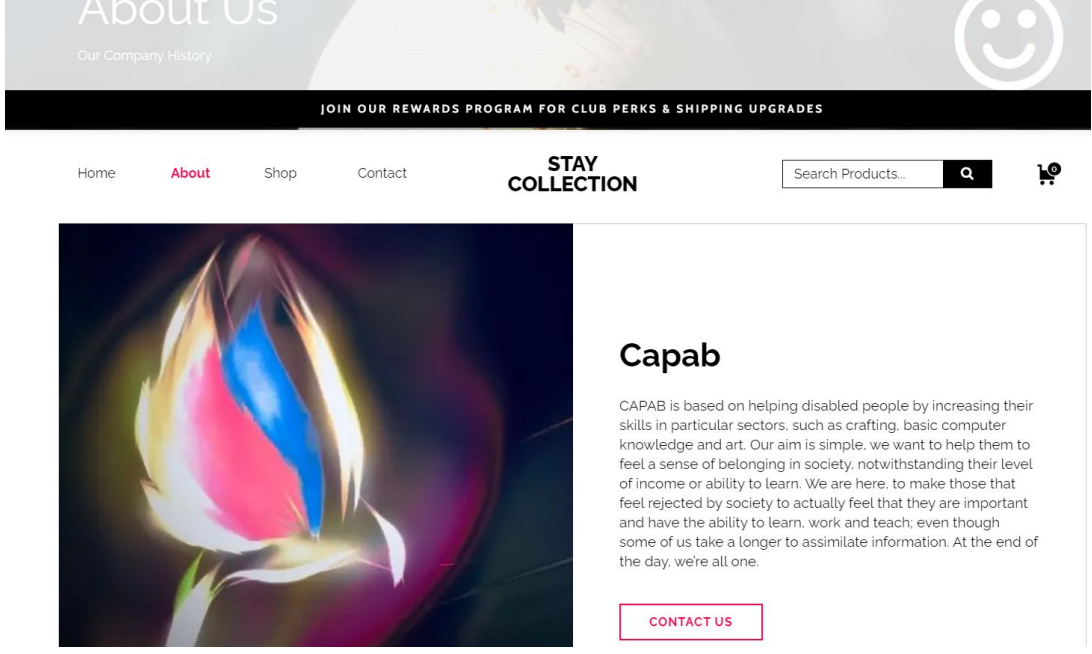 About Us
Our Company History
JOIN OUR REWARDS PROGRAM FOR CLUB PERKS & SHIPPING UPGRADES
Home About Shop Contact
STAY
COLLECTION
Search Products...
0
Capab
CAPAB is based on helping disabled people by increasing their
skills in particular sectors, such as crafting, basic computer
knowledge and art. Our aim is simple, we want to help them to
feel a sense of belonging in society, notwithstanding their level
of income or ability to learn. We are here, to make those that
feel rejected by society to actually feel that they are important
and have the ability to learn, work and teach; even though
some of us take a longer to assimilate information. At the end of
the day, we're all one.
CONTACT US